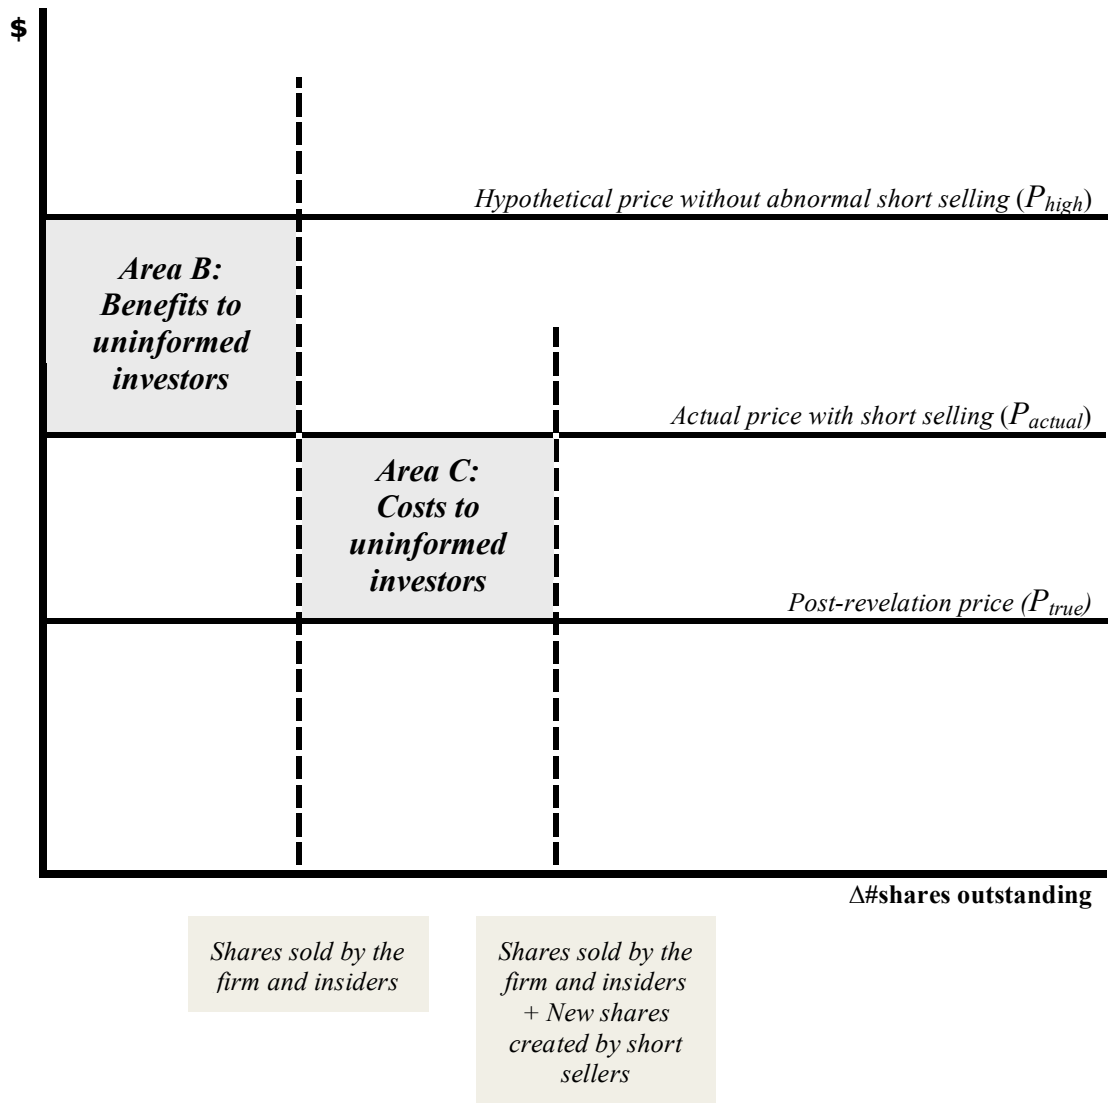 $
Hypothetical price without abnormal short selling (P_high)
Area B:
Benefits to
uninformed
investors
Actual price with short selling (P_actual)
Area C:
Costs to
uninformed
investors
Post-revelation price (P_true)
Δ#shares outstanding
Shares sold by the
firm and insiders
Shares sold by the
firm and insiders
+ New shares
created by short
sellers